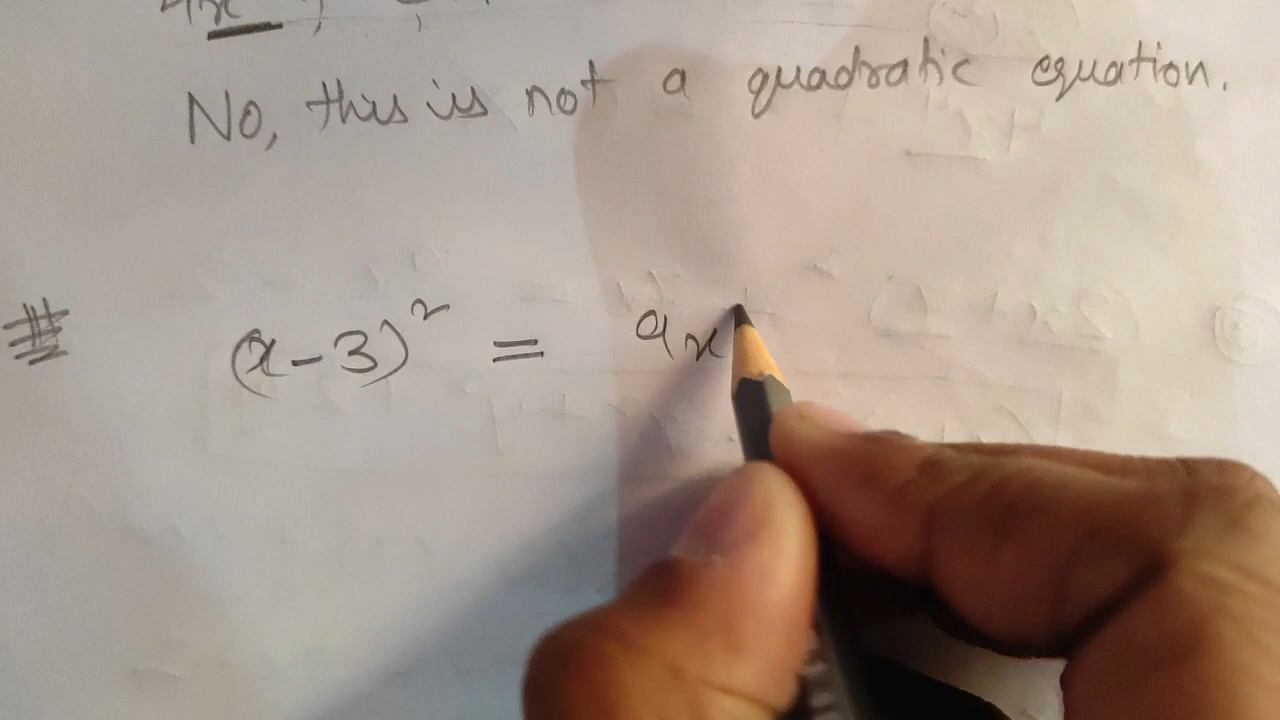 No, this is not a quadratic equation.
# (x-3)² = 9x